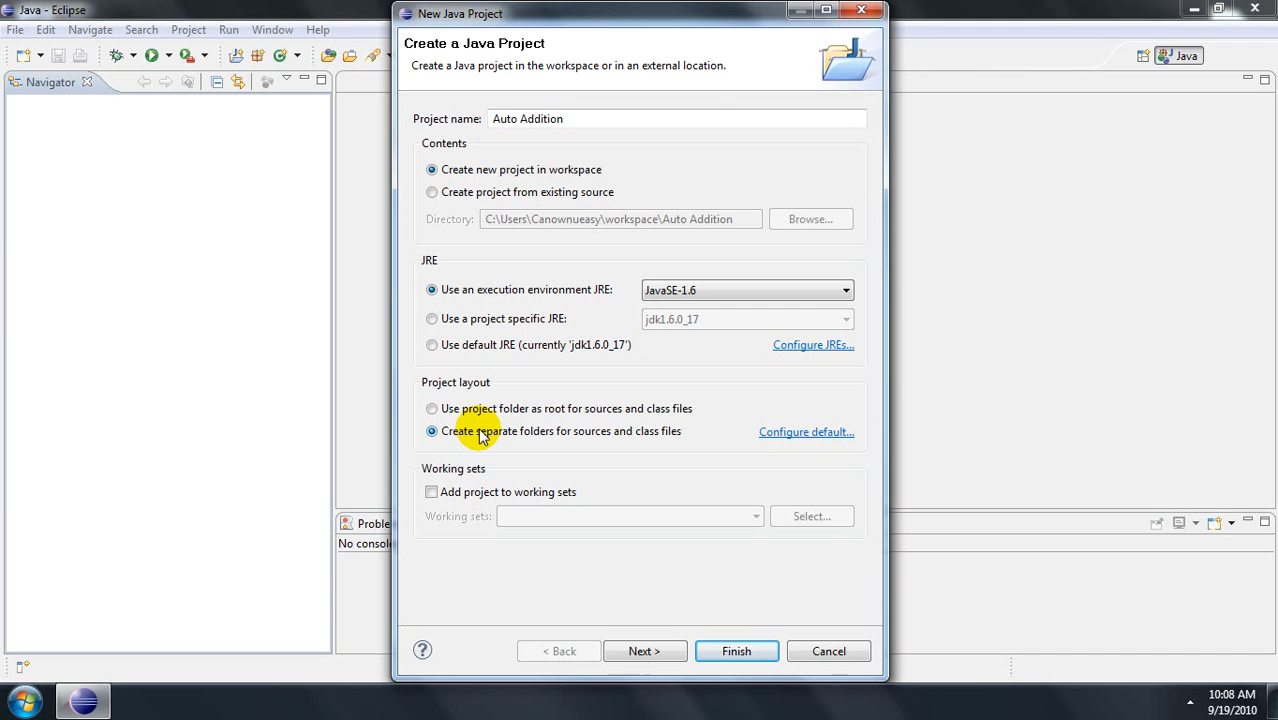 Java - Eclipse
New Java Project
File Edit Navigate Search Project Run Window Help
Create a Java Project
Create a Java project in the workspace or in an external location.
Java
Navigator
Project name: Auto Addition
Contents
Create new project in workspace
Create project from existing source
Directory: C:\Users\Canownueasy\workspace\Auto Addition Browse...
JRE
Use an execution environment JRE: JavaSE-1.6
Use a project specific JRE: jdk1.6.0_17
Use default JRE (currently 'jdk1.6.0_17') Configure JREs...
Project layout
Use project folder as root for sources and class files
Create separate folders for sources and class files Configure default...
Working sets
Add project to working sets
Working sets: Select...
Proble
No console
< Back Next > Finish Cancel
10:08 AM
9/19/2010